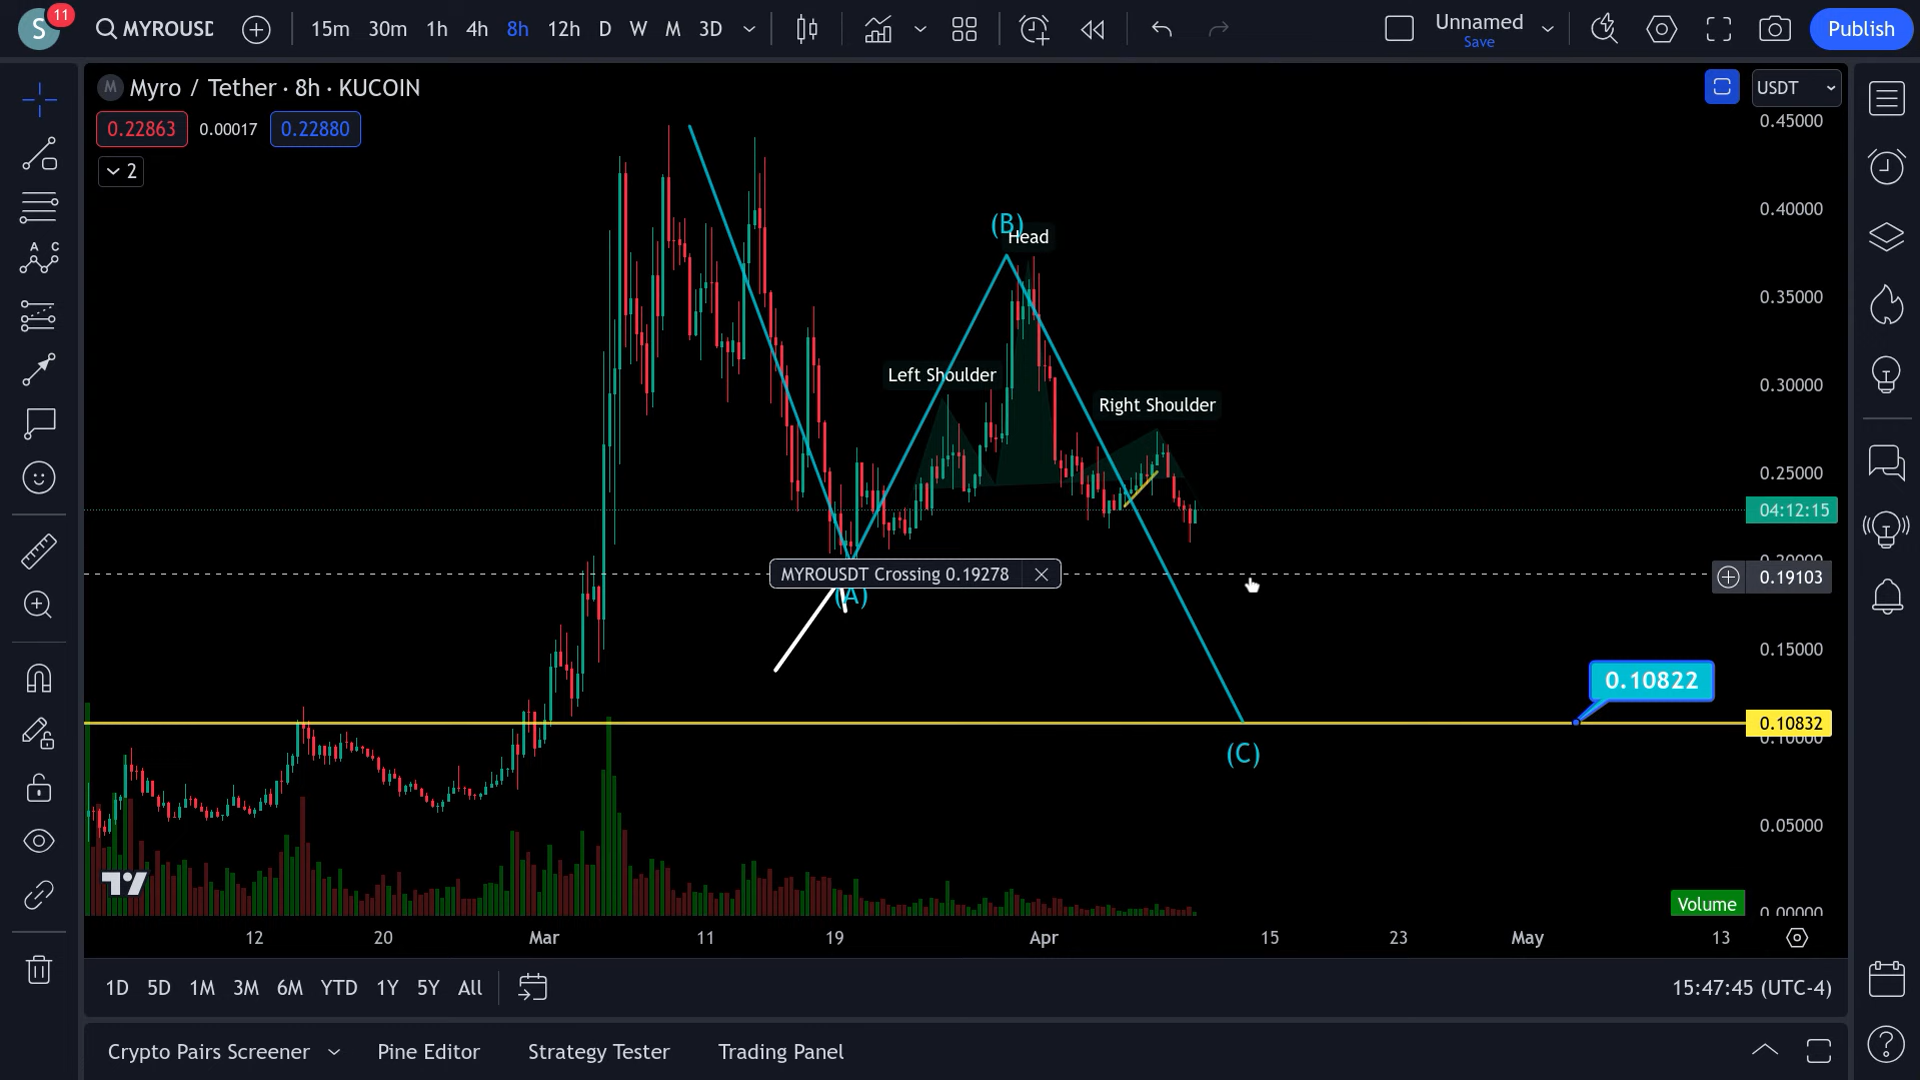 S
11
MYROUSD
15m 30m 1h 4h 8h 12h D W M 3D
Unnamed
Save
Publish
M Myro / Tether · 8h · KUCOIN
USDT
0.22863 0.00017 0.22880
2
0.45000
0.40000
0.35000
0.30000
0.25000
04:12:15
0.20000
0.19103
0.15000
0.10832
0.10000
0.05000
0.00000
(B)
Head
Left Shoulder
Right Shoulder
MYROUSDT Crossing 0.19278
(A)
0.10822
(C)
A C
Volume
12 20 Mar 11 19 Apr 15 23 May 13
1D 5D 1M 3M 6M YTD 1Y 5Y All
15:47:45 (UTC-4)
Crypto Pairs Screener Pine Editor Strategy Tester Trading Panel